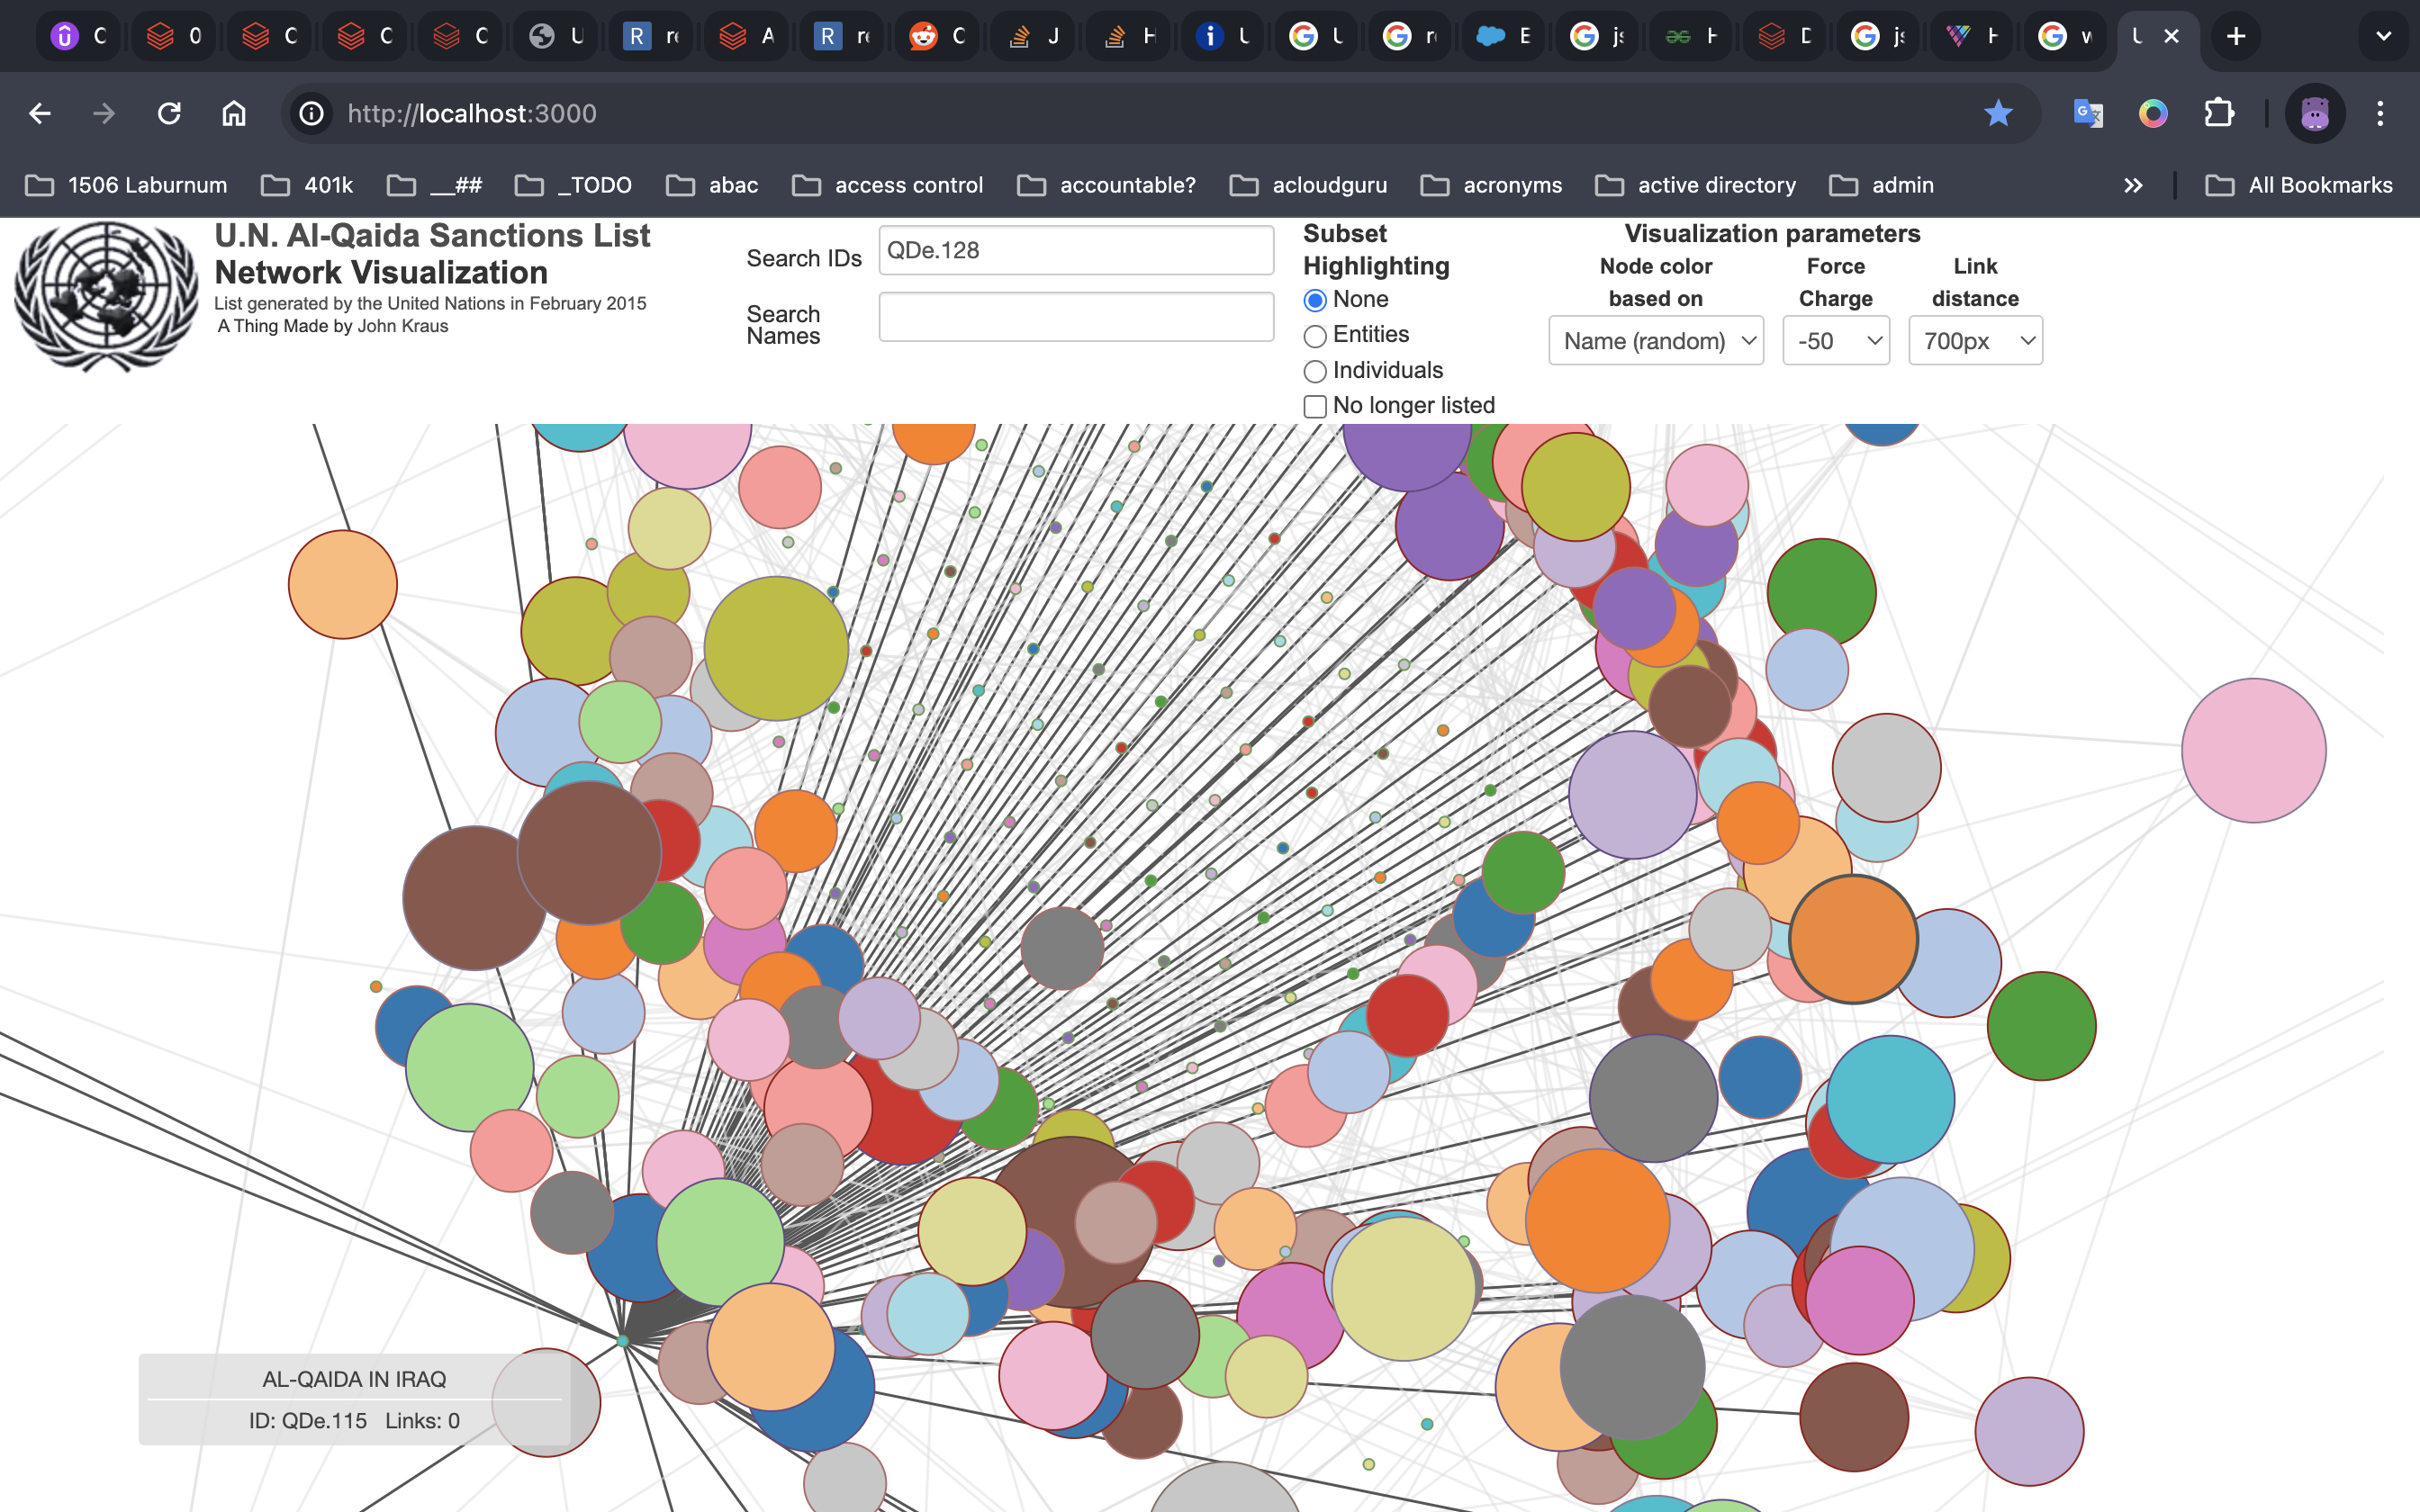 C
0
C
C
C
U
R re
A
R re
C
J
H
i U
G U
G r
E
G js
H
D
G js
H
G w
U
http://localhost:3000
1506 Laburnum
401k
__##
_TODO
abac
access control
accountable?
acloudguru
acronyms
active directory
admin
All Bookmarks
U.N. Al-Qaida Sanctions List
Network Visualization
List generated by the United Nations in February 2015
A Thing Made by John Kraus
Search IDs
QDe.128
Search
Names
Subset
Highlighting
None
Entities
Individuals
No longer listed
Visualization parameters
Node color
based on
Name (random)
Force
Charge
-50
Link
distance
700px
AL-QAIDA IN IRAQ
ID: QDe.115 Links: 0